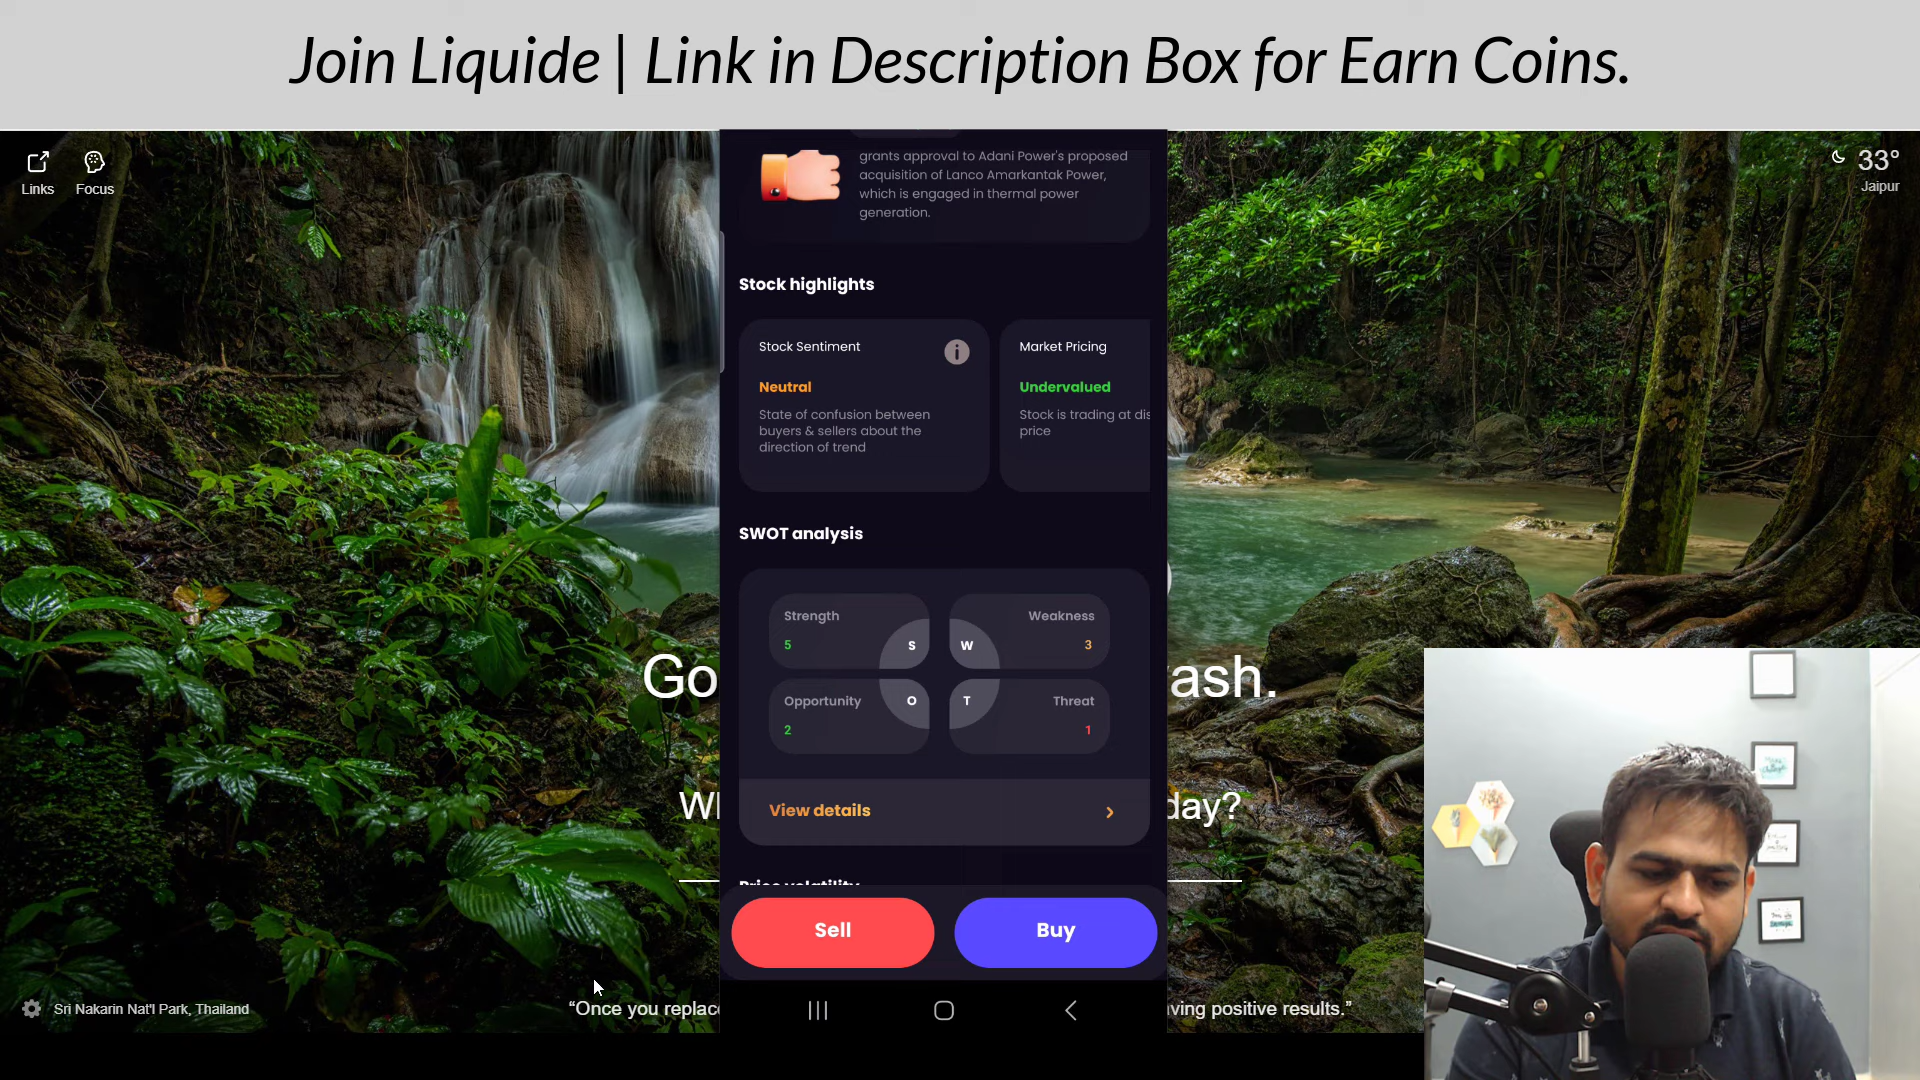 Join Liquide | Link in Description Box for Earn Coins.
Links
Focus
33°
Jaipur
grants approval to Adani Power's proposed
acquisition of Lanco Amarkantak Power,
which is engaged in thermal power
generation.
Stock highlights
Stock Sentiment
Neutral
State of confusion between
buyers & sellers about the
direction of trend
Market Pricing
Undervalued
Stock is trading at dis
price
SWOT analysis
Strength
5
S
W
Weakness
3
Opportunity
2
O
T
Threat
1
Go
ash.
View details
day?
Price volatility
Sell
Buy
Sri Nakarin Nat'l Park, Thailand
“Once you replac
ving positive results.”